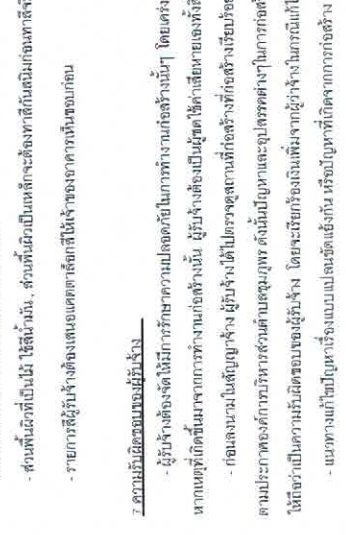 - ส่วนพื้นผิวที่เป็นไม้ ใช้สีน้ำมัน , ส่วนพื้นผิวเป็นเหล็กจะต้องทาสีกันสนิมก่อนทาสีจริง
- รายการสีผู้รับจ้างต้องเสนอแคตตาล็อกสีให้เจ้าของอาคารเห็นชอบก่อน
7 ความรับผิดชอบของผู้รับจ้าง
- ผู้รับจ้างต้องจัดให้มีการรักษาความปลอดภัยในการทำงานก่อสร้างนั้นๆ โดยเคร่ง
หากเหตุที่เกิดขึ้นมาจากการทำงานก่อสร้างนั้น ผู้รับจ้างต้องเป็นผู้ชดใช้ค่าเสียหายเองทั้งสิ้
- ก่อนลงนามในสัญญาจ้าง ผู้รับจ้างได้ไปตรวจดูสถานที่ก่อสร้างที่ก่อสร้างเรียบร้อย
ตามประกาศองค์การบริหารส่วนตำบลชุมภูพร ดังนั้นปัญหาและอุปสรรคต่างๆในการก่อส
ให้ถือว่าเป็นความรับผิดชอบของผู้รับจ้าง โดยจะเรียกร้องเงินเพิ่มจากผู้ว่าจ้างในกรณีแก้ไ
- แนวทางแก้ไขปัญหาเรื่องแบบแปลนขัดแย้งกัน หรือปัญหาที่เกิดจากการก่อสร้าง